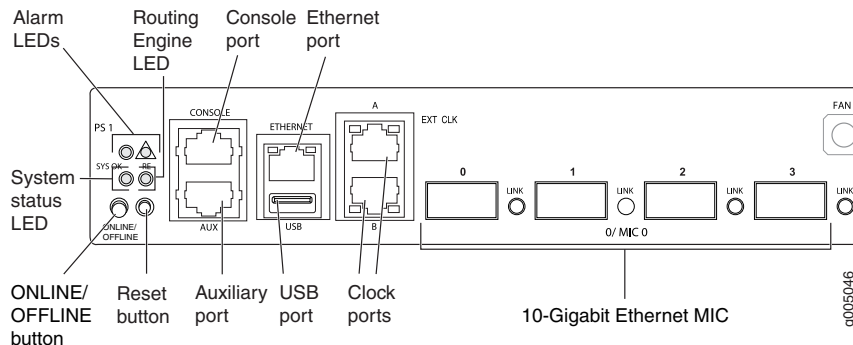 Alarm
LEDs
Routing
Engine
LED
Console
port
Ethernet
port
PS 1
CONSOLE
ETHERNET
A
EXT CLK
FAN
SYS OK
RE
0
1
2
3
LINK
LINK
LINK
LINK
System
status
LED
ONLINE/
OFFLINE
AUX
USB
B
0/ MIC 0
ONLINE/
OFFLINE
button
Reset
button
Auxiliary
port
USB
port
Clock
ports
10-Gigabit Ethernet MIC
g005046